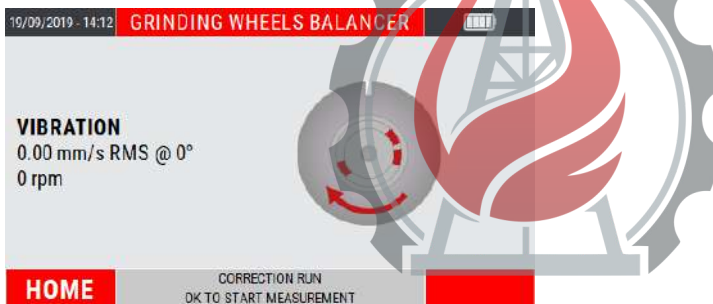 19/09/2019 - 14:12 GRINDING WHEELS BALANCER
VIBRATION
0.00 mm/s RMS @ 0°
0 rpm
HOME
CORRECTION RUN
OK TO START MEASUREMENT